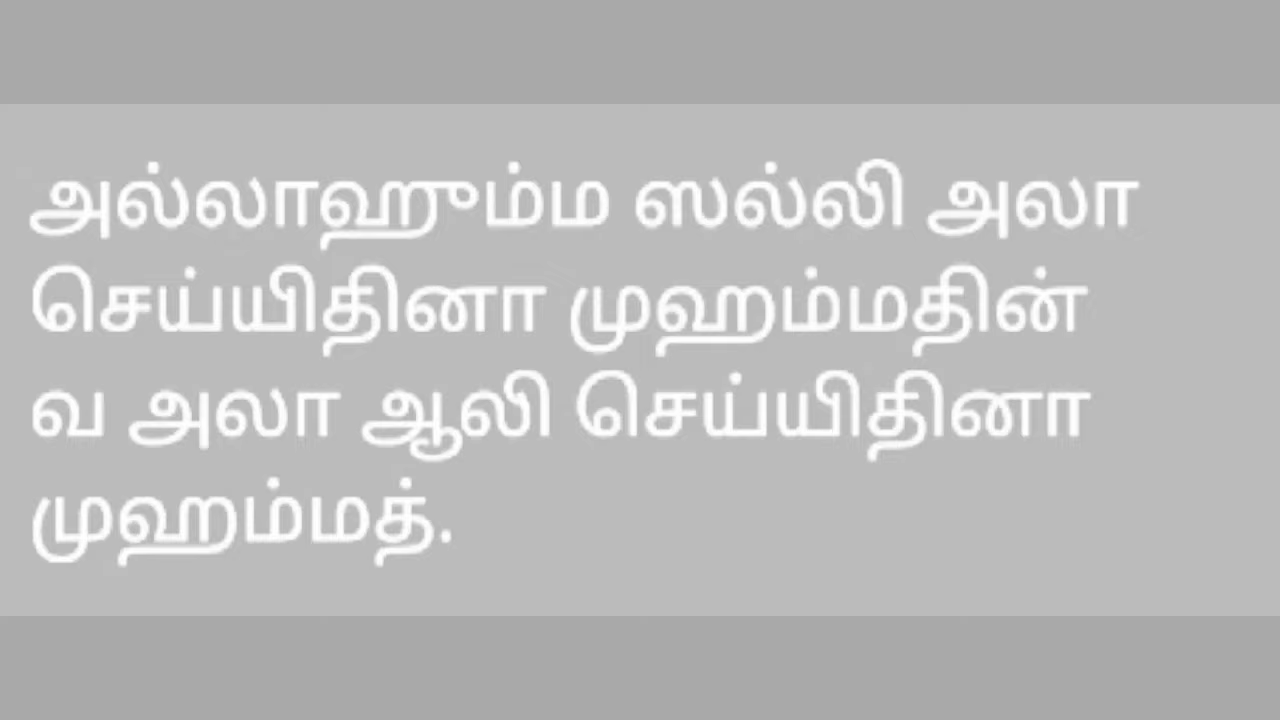 அல்லாஹும்ம ஸல்லி அலா
செய்யிதினா முஹம்மதின்
வ அலா ஆலி செய்யிதினா
முஹம்மத்.